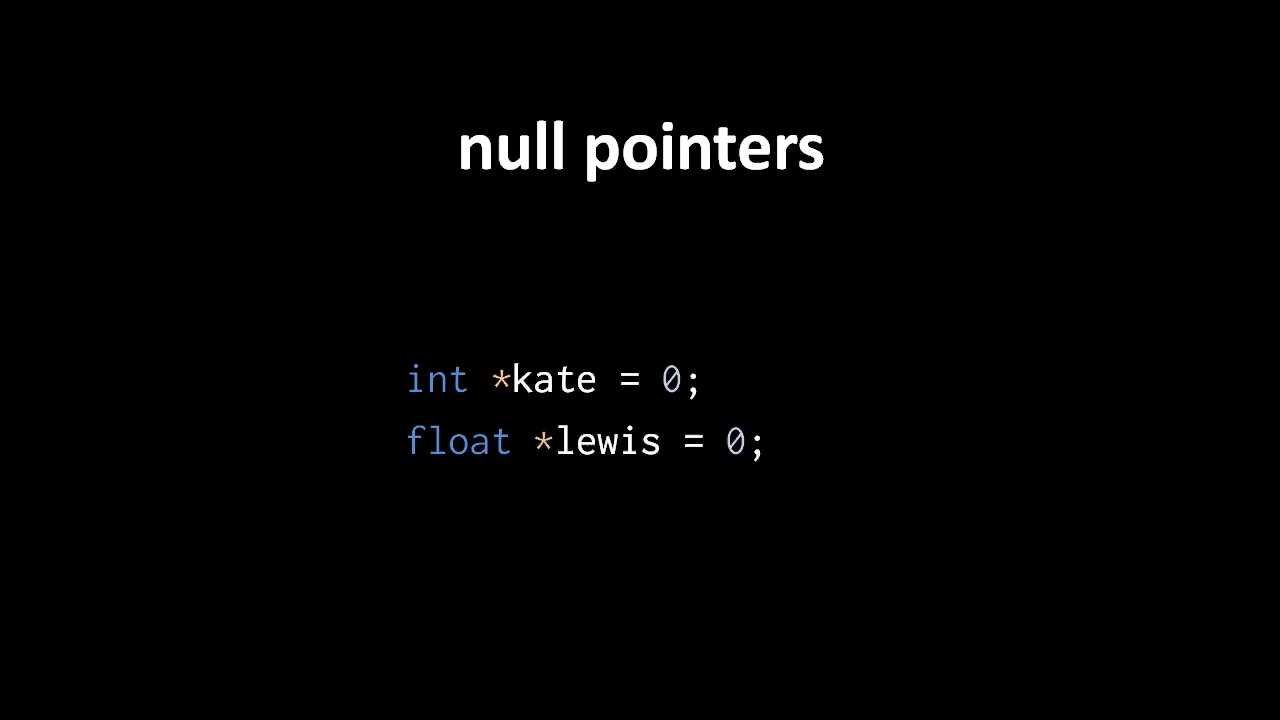 null pointers
int *kate = 0;
float *lewis = 0;